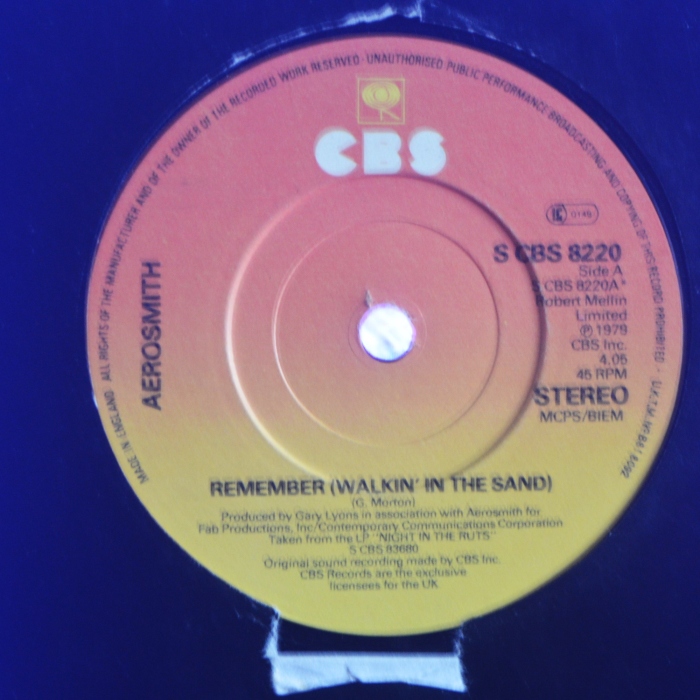 MADE IN ENGLAND ALL RIGHTS OF THE MANUFACTURER AND OF THE OWNER OF THE RECORDED WORK RESERVED · UNAUTHORISED PUBLIC PERFORMANCE BROADCASTING AND COPYING OF THIS RECORD PROHIBITED ·
CBS
S CBS 8220
Side A
S CBS 8220A*
Robert Mellin
Limited
℗ 1979
CBS Inc.
4.05
45 RPM
STEREO
MCPS/BIEM
AEROSMITH
REMEMBER (WALKIN' IN THE SAND)
(G. Morton)
Produced by Gary Lyons in association with Aerosmith for
Fab Productions, Inc/Contemporary Communications Corporation
Taken from the LP "NIGHT IN THE RUTS"
S CBS 83680
Original sound recording made by CBS Inc.
CBS Records are the exclusive
licensees for the UK